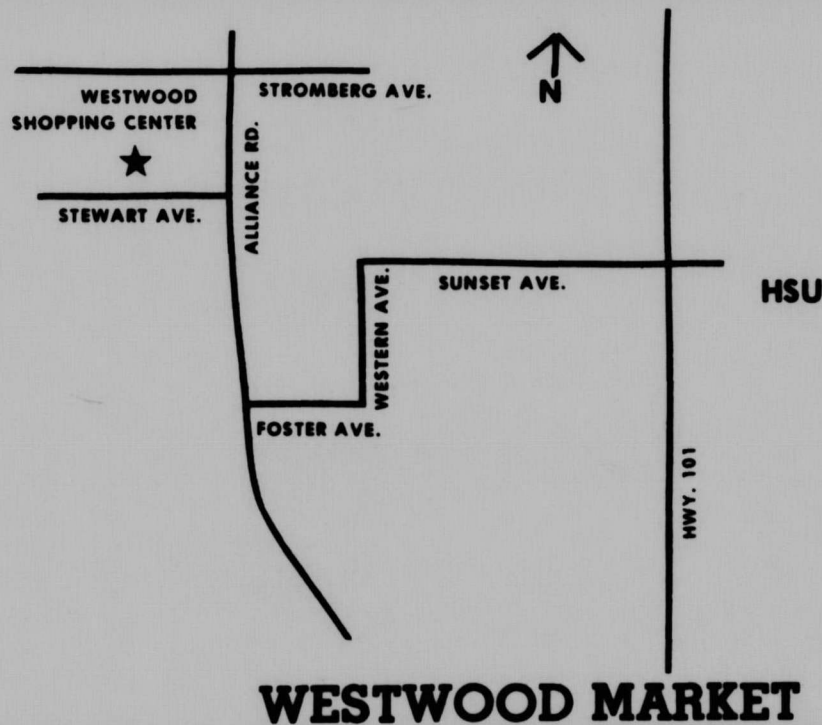 STROMBERG AVE.
WESTWOOD
SHOPPING CENTER
ALLIANCE RD.
N
STEWART AVE.
SUNSET AVE.
HSU
WESTERN AVE.
FOSTER AVE.
HWY. 101
WESTWOOD MARKET